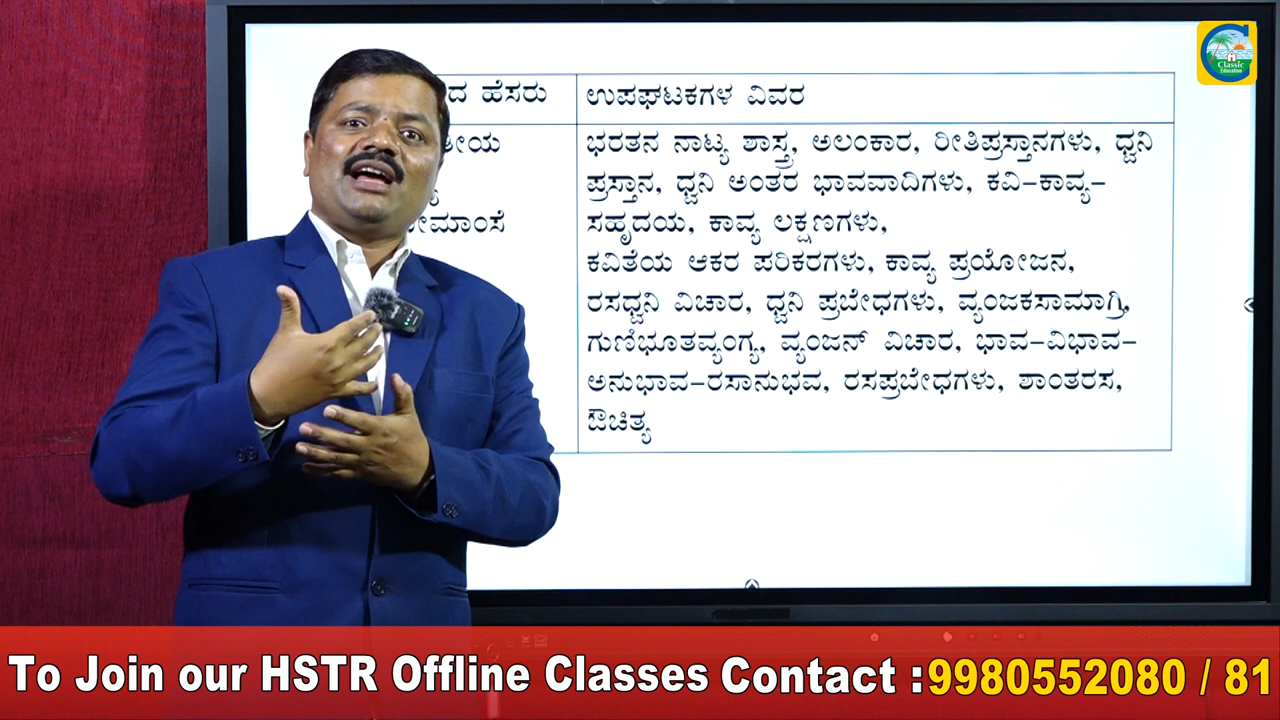 Classic
Education
ದ ಹೆಸರು
ಉಪಘಟಕಗಳ ವಿವರ
ತೀಯ
ಮಾಂಸೆ
ಭರತನ ನಾಟ್ಯ ಶಾಸ್ತ್ರ, ಅಲಂಕಾರ, ರೀತಿಪ್ರಸ್ತಾನಗಳು, ಧ್ವನಿ
ಪ್ರಸ್ತಾನ, ಧ್ವನಿ ಅಂತರ ಭಾವವಾದಿಗಳು, ಕವಿ-ಕಾವ್ಯ-
ಸಹೃದಯ, ಕಾವ್ಯ ಲಕ್ಷಣಗಳು,
ಕವಿತೆಯ ಆಕರ ಪರಿಕರಗಳು, ಕಾವ್ಯ ಪ್ರಯೋಜನ,
ರಸಧ್ವನಿ ವಿಚಾರ, ಧ್ವನಿ ಪ್ರಬೇಧಗಳು, ವ್ಯಂಜಕಸಾಮಾಗ್ರಿ,
ಗುಣಿಭೂತವ್ಯಂಗ್ಯ, ವ್ಯಂಜನ್ ವಿಚಾರ, ಭಾವ-ವಿಭಾವ-
ಅನುಭಾವ-ರಸಾನುಭವ, ರಸಪ್ರಬೇಧಗಳು, ಶಾಂತರಸ,
ಔಚಿತ್ಯ
To Join our HSTR Offline Classes Contact : 9980552080 / 81